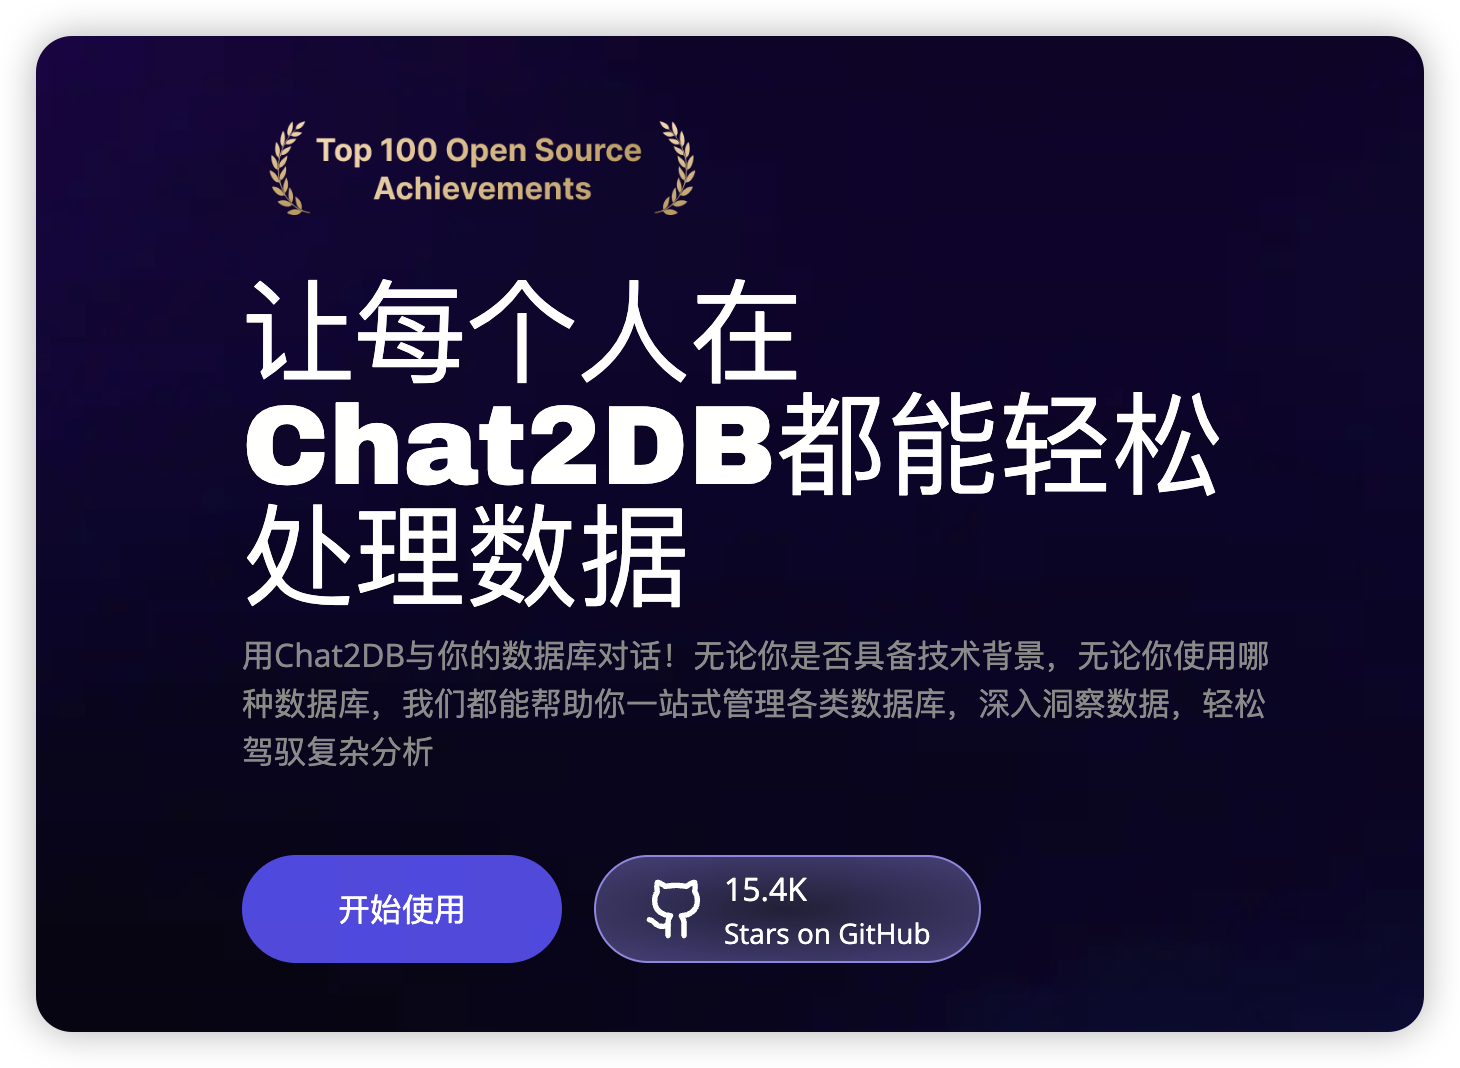 Top 100 Open Source
Achievements
让每个人在
Chat2DB都能轻松
处理数据
用Chat2DB与你的数据库对话！无论你是否具备技术背景，无论你使用哪
种数据库，我们都能帮助你一站式管理各类数据库，深入洞察数据，轻松
驾驭复杂分析
开始使用
15.4K
Stars on GitHub